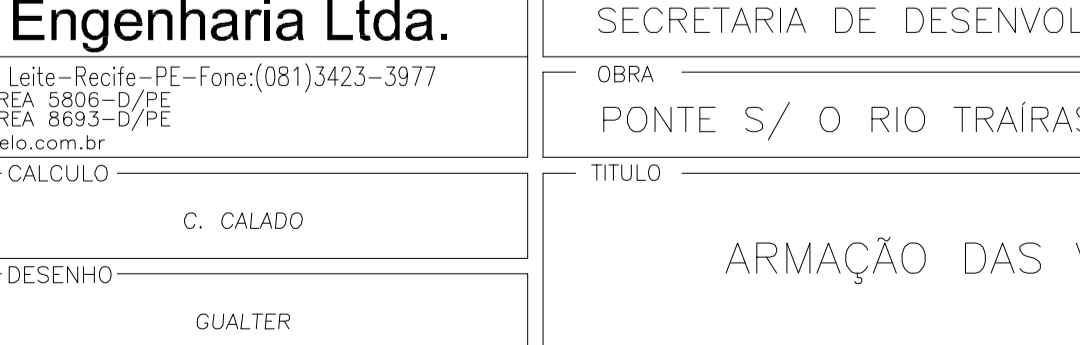 Engenharia Ltda.
Leite-Recife-PE-Fone:(081)3423-3977
REA 5806-D/PE
REA 8693-D/PE
elo.com.br
CALCULO
C. CALADO
DESENHO
GUALTER
SECRETARIA DE DESENVOL
OBRA
PONTE S/ O RIO TRAÍRAS
TITULO
ARMAÇÃO DAS